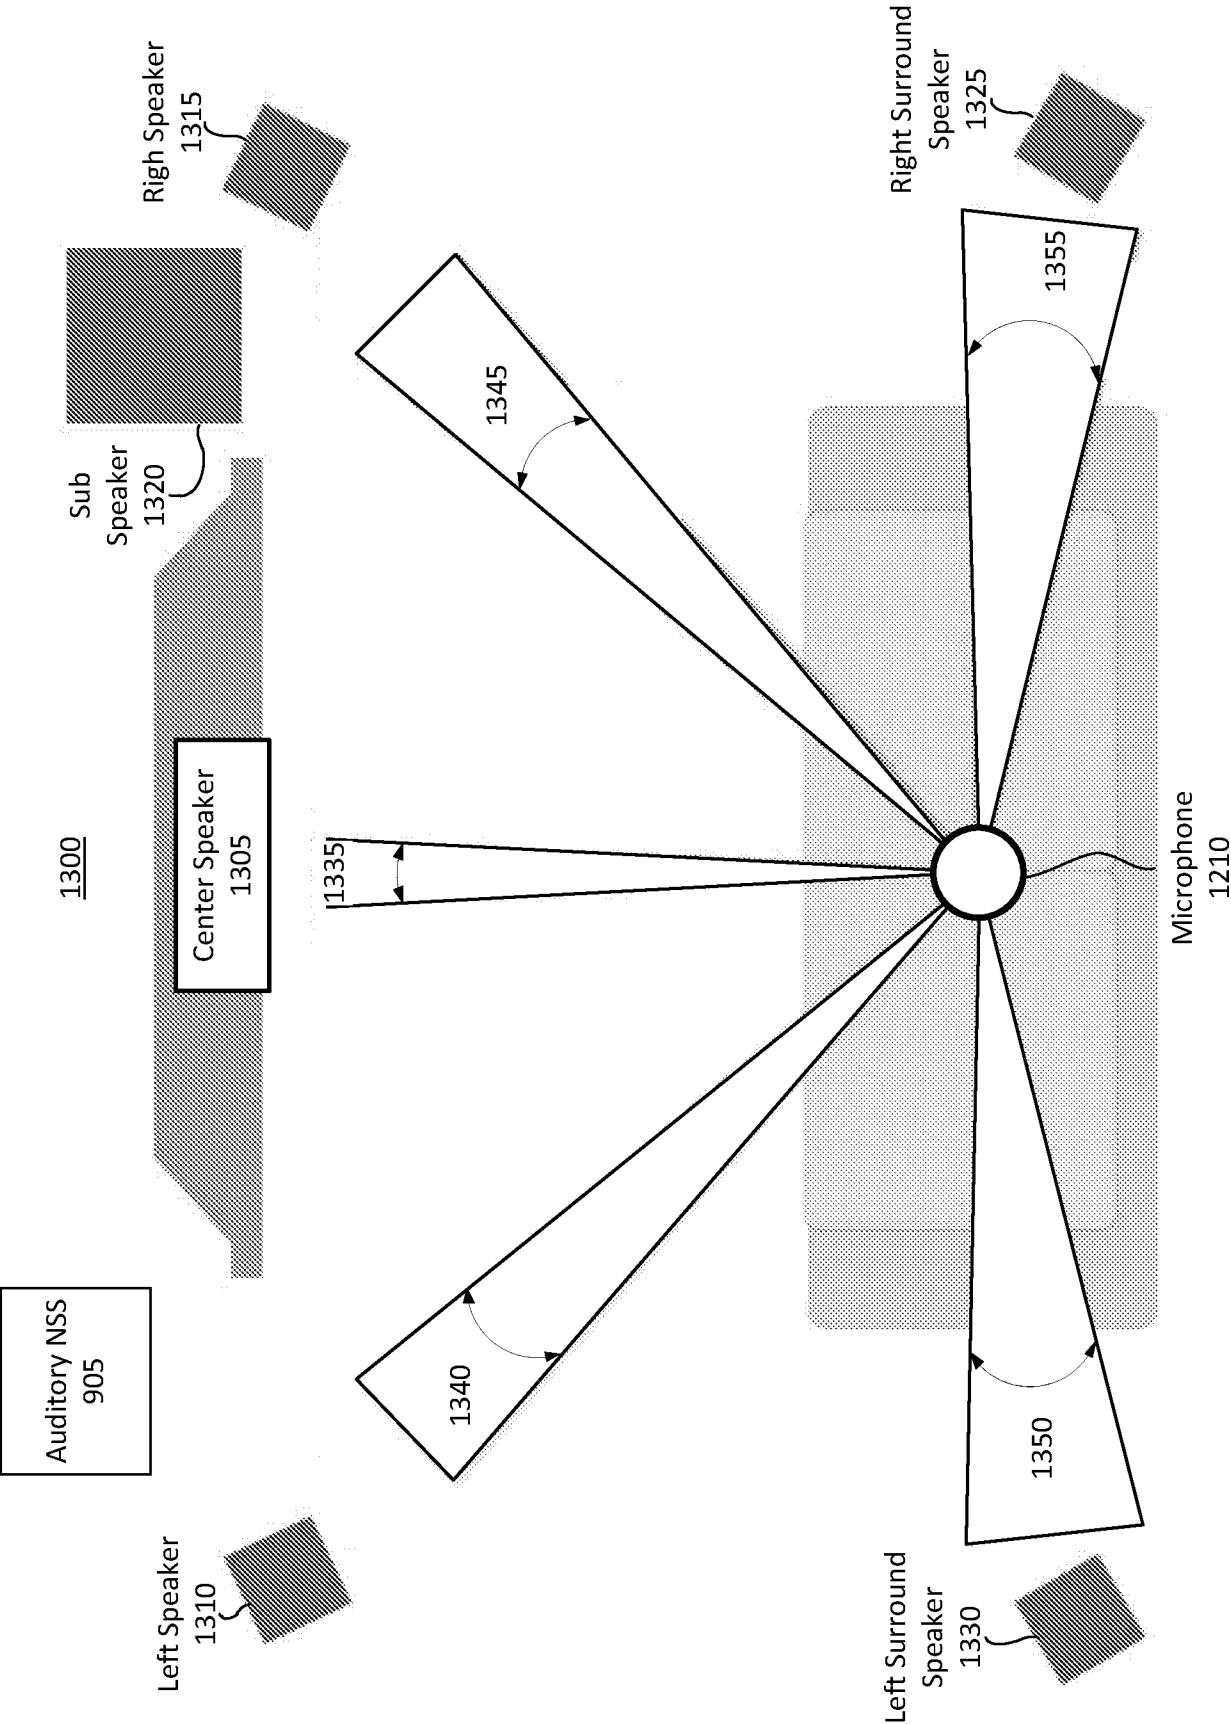 1300
Auditory NSS
905
Left Speaker
1310
Center Speaker
1305
Sub
Speaker
1320
Righ Speaker
1315
1335
1340
1345
1350
1355
Left Surround
Speaker
1330
Right Surround
Speaker
1325
Microphone
1210